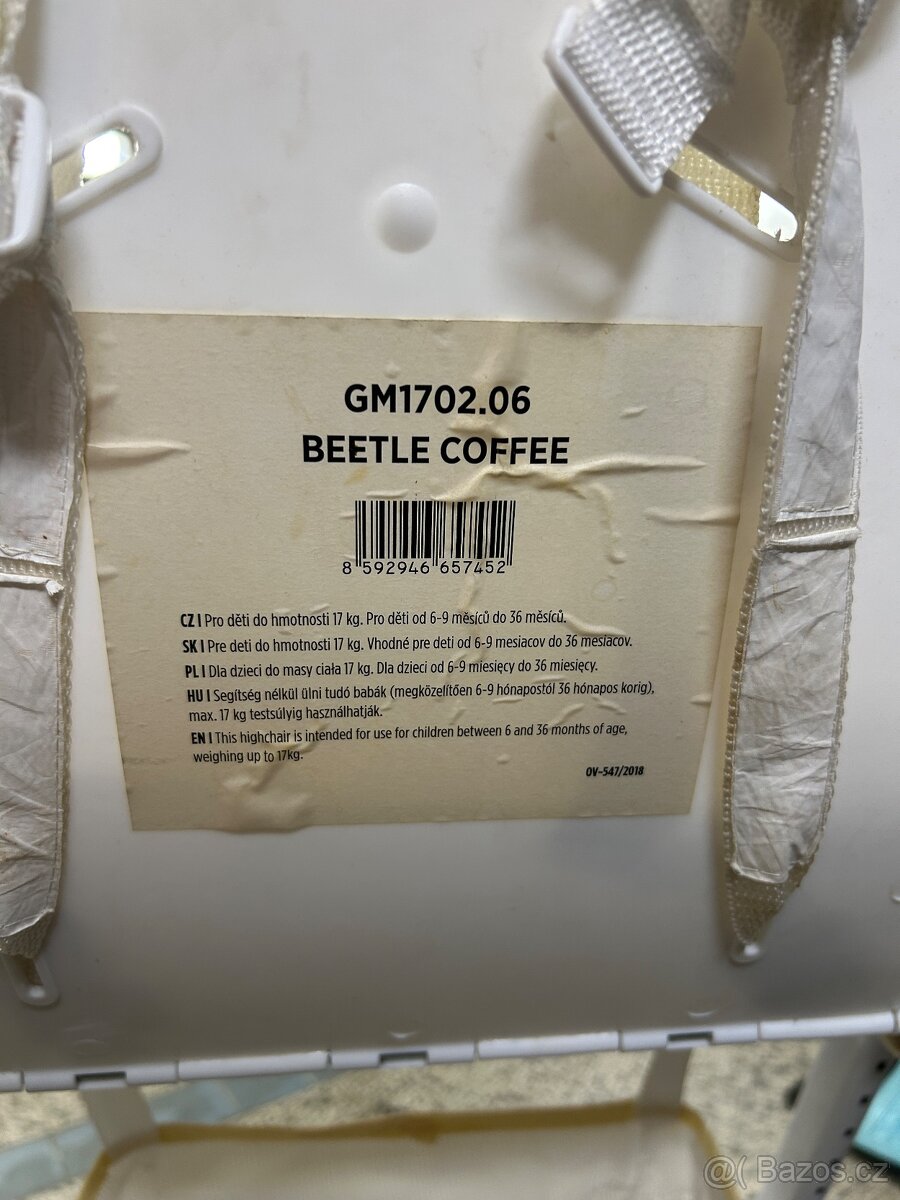 GM1702.06
BEETLE COFFEE
8 592946 657452
CZ I Pro děti do hmotnosti 17 kg. Pro děti od 6-9 měsíců do 36 měsíců.
SK I Pre deti do hmotnosti 17 kg. Vhodné pre deti od 6-9 mesiacov do 36 mesiacov.
PL I Dla dzieci do masy ciała 17 kg. Dla dzieci od 6-9 miesięcy do 36 miesięcy.
HU I Segítség nélkül ülni tudó babák (megközelítően 6-9 hónapostól 36 hónapos korig),
max. 17 kg testsúlyig használhatják.
EN I This highchair is intended for use for children between 6 and 36 months of age,
weighing up to 17kg.
OV-547/2018
Bazos.cz